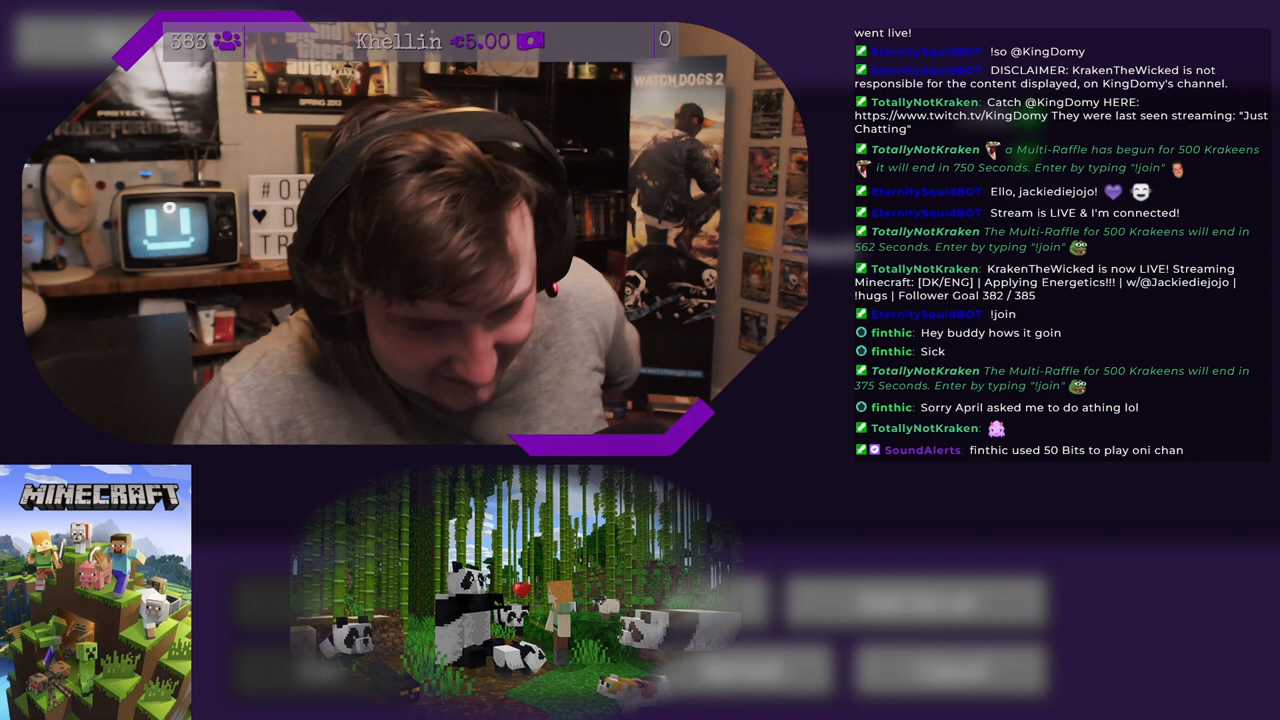 383
Khellin €5.00
0
PROTECT
TRANSFORMERS
V
SPRING 2013
WATCH_DOGS 2
# O
♥ D
T R
MINECRAFT
went live!
EternitySquidBOT !so @KingDomy
EternitySquidBOT DISCLAIMER: KrakenTheWicked is not
responsible for the content displayed, on KingDomy's channel.
TotallyNotKraken: Catch @KingDomy HERE:
https://www.twitch.tv/KingDomy They were last seen streaming: "Just
Chatting"
TotallyNotKraken a Multi-Raffle has begun for 500 Krakeens
it will end in 750 Seconds. Enter by typing "!join"
EternitySquidBOT Ello, jackiediejojo!
EternitySquidBOT Stream is LIVE & I'm connected!
TotallyNotKraken The Multi-Raffle for 500 Krakeens will end in
562 Seconds. Enter by typing "!join"
TotallyNotKraken: KrakenTheWicked is now LIVE! Streaming
Minecraft: [DK/ENG] | Applying Energetics!!! | w/@Jackiediejojo |
!hugs | Follower Goal 382 / 385
EternitySquidBOT !join
finthic: Hey buddy hows it goin
finthic: Sick
TotallyNotKraken The Multi-Raffle for 500 Krakeens will end in
375 Seconds. Enter by typing "!join"
finthic: Sorry April asked me to do athing lol
TotallyNotKraken:
SoundAlerts: finthic used 50 Bits to play oni chan